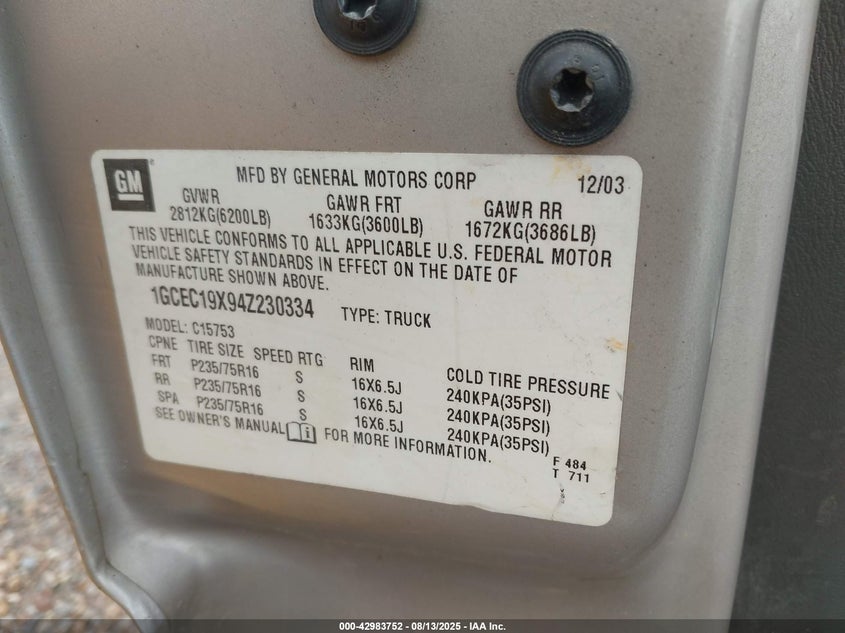 GM
MFD BY GENERAL MOTORS CORP 12/03
GVWR GAWR FRT GAWR RR
2812KG(6200LB) 1633KG(3600LB) 1672KG(3686LB)
THIS VEHICLE CONFORMS TO ALL APPLICABLE U.S. FEDERAL MOTOR
VEHICLE SAFETY STANDARDS IN EFFECT ON THE DATE OF
MANUFACTURE SHOWN ABOVE.
1GCEC19X94Z230334 TYPE: TRUCK
MODEL: C15753
CPNE TIRE SIZE SPEED RTG RIM COLD TIRE PRESSURE
FRT P235/75R16 S 16X6.5J 240KPA(35PSI)
RR P235/75R16 S 16X6.5J 240KPA(35PSI)
SPA P235/75R16 S 16X6.5J 240KPA(35PSI)
SEE OWNER'S MANUAL i FOR MORE INFORMATION.
F 484
T 711
000-42983752 - 08/13/2025 - IAA Inc.